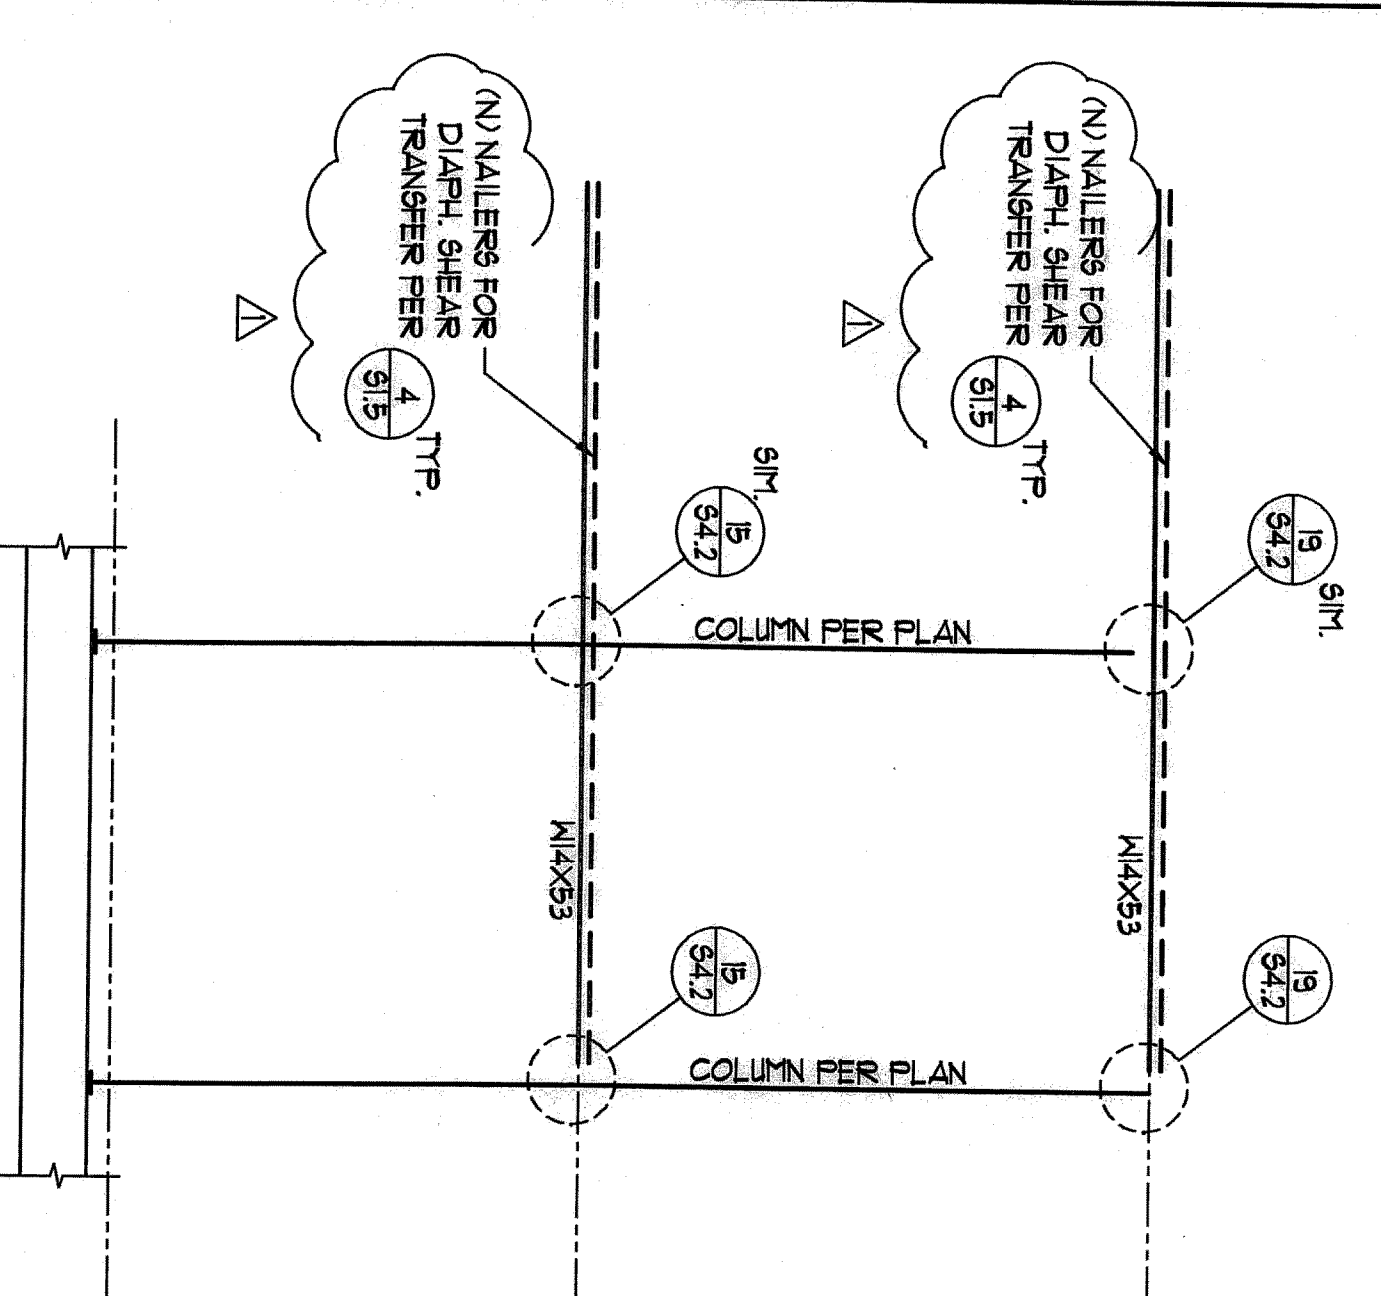 19
S4.2
SIM.
(N) NAILERS FOR
DIAPH. SHEAR
TRANSFER PER
4
S1.5
TYP.
1
W14X53
19
S4.2
COLUMN PER PLAN
COLUMN PER PLAN
SIM.
15
S4.2
(N) NAILERS FOR
DIAPH. SHEAR
TRANSFER PER
4
S1.5
TYP.
1
W14X53
15
S4.2